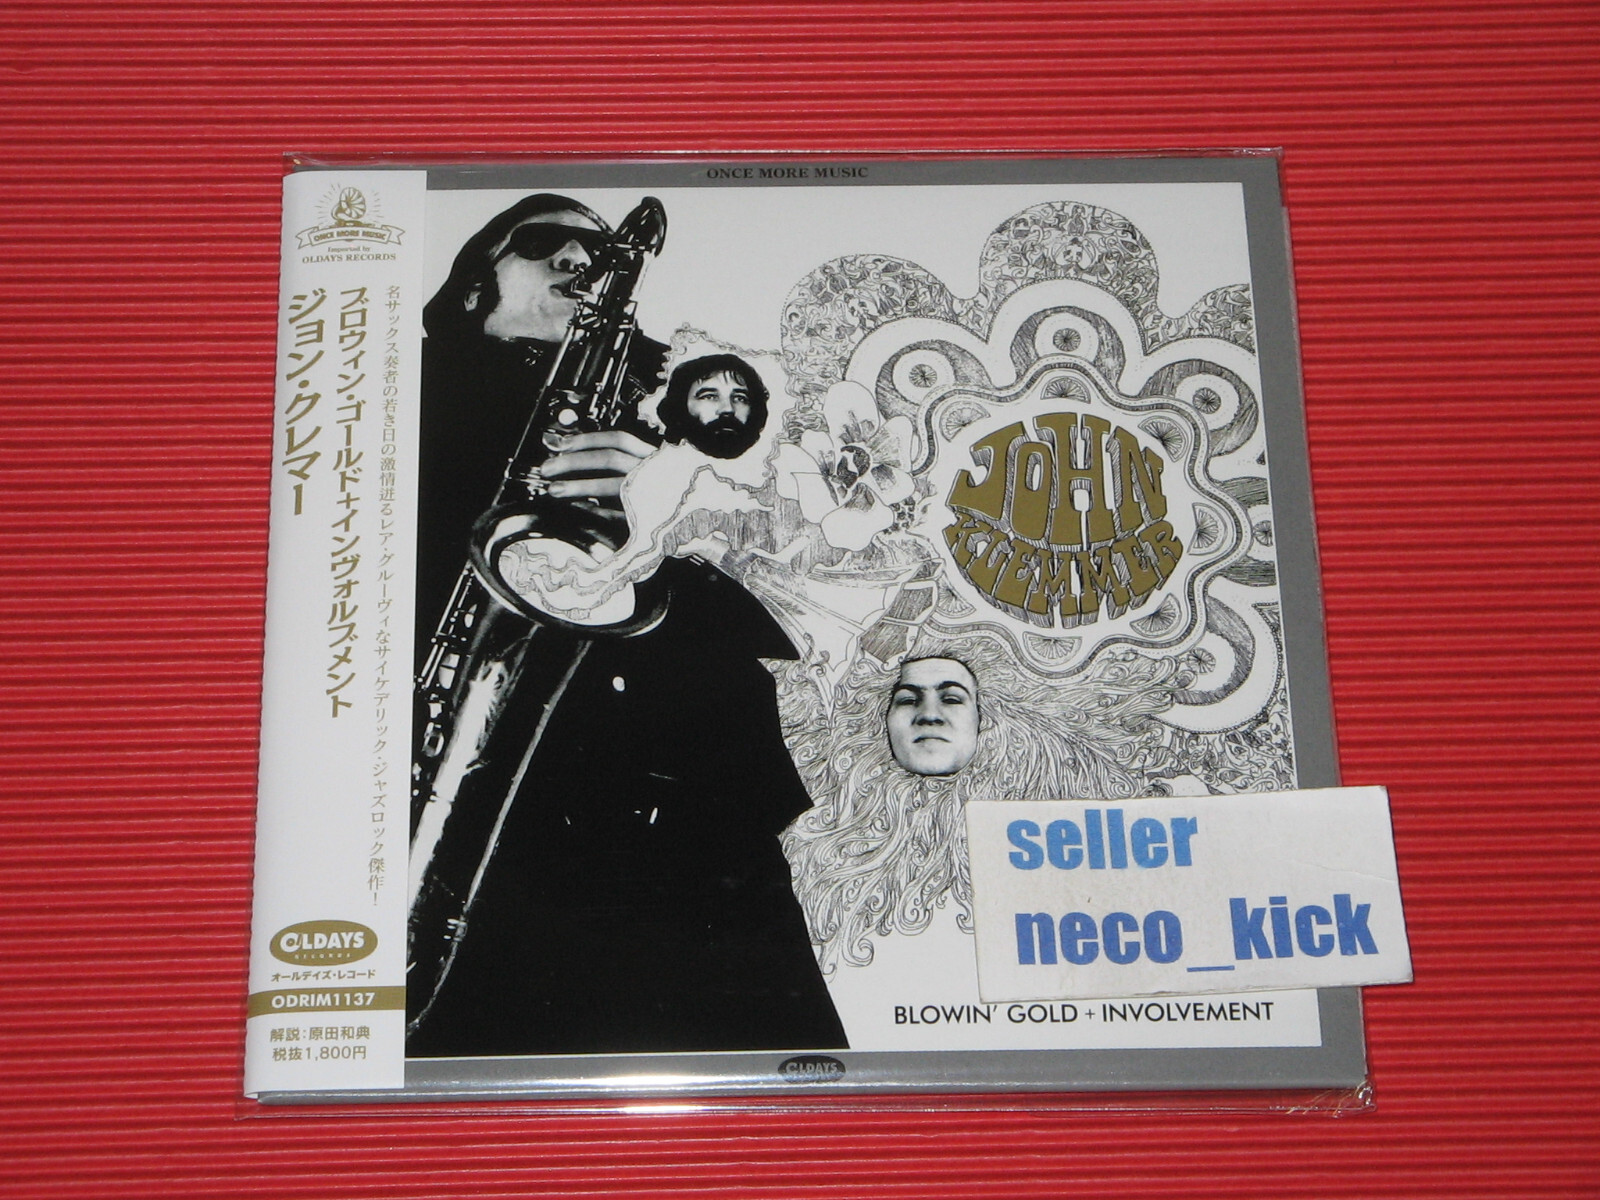 ONCE MORE MUSIC
ONCE MORE MUSIC
Imported by
OLDAYS RECORDS
名サックス奏者の若き日の激情迸るレア・グルーヴィなサイケデリック・ジャズロック傑作！
ブロウィン・ゴールド+インヴォルブメント
ジョン・クレマー
OLDAYS
RECORDS
オールデイズ・レコード
ODRIM1137
解説：原田和典
税抜1,800円
JOHN
KLEMMER
seller
neco_kick
BLOWIN' GOLD + INVOLVEMENT
OLDAYS